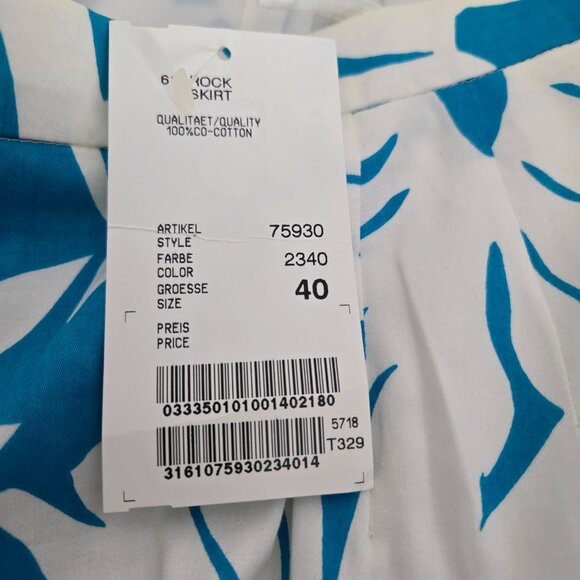 ROCK
SKIRT
QUALITAET/QUALITY
100%CO-COTTON
ARTIKEL 75930
STYLE
FARBE 2340
COLOR
GROESSE 40
SIZE
PREIS
PRICE
033350101001402180
5718
T329
3161075930234014